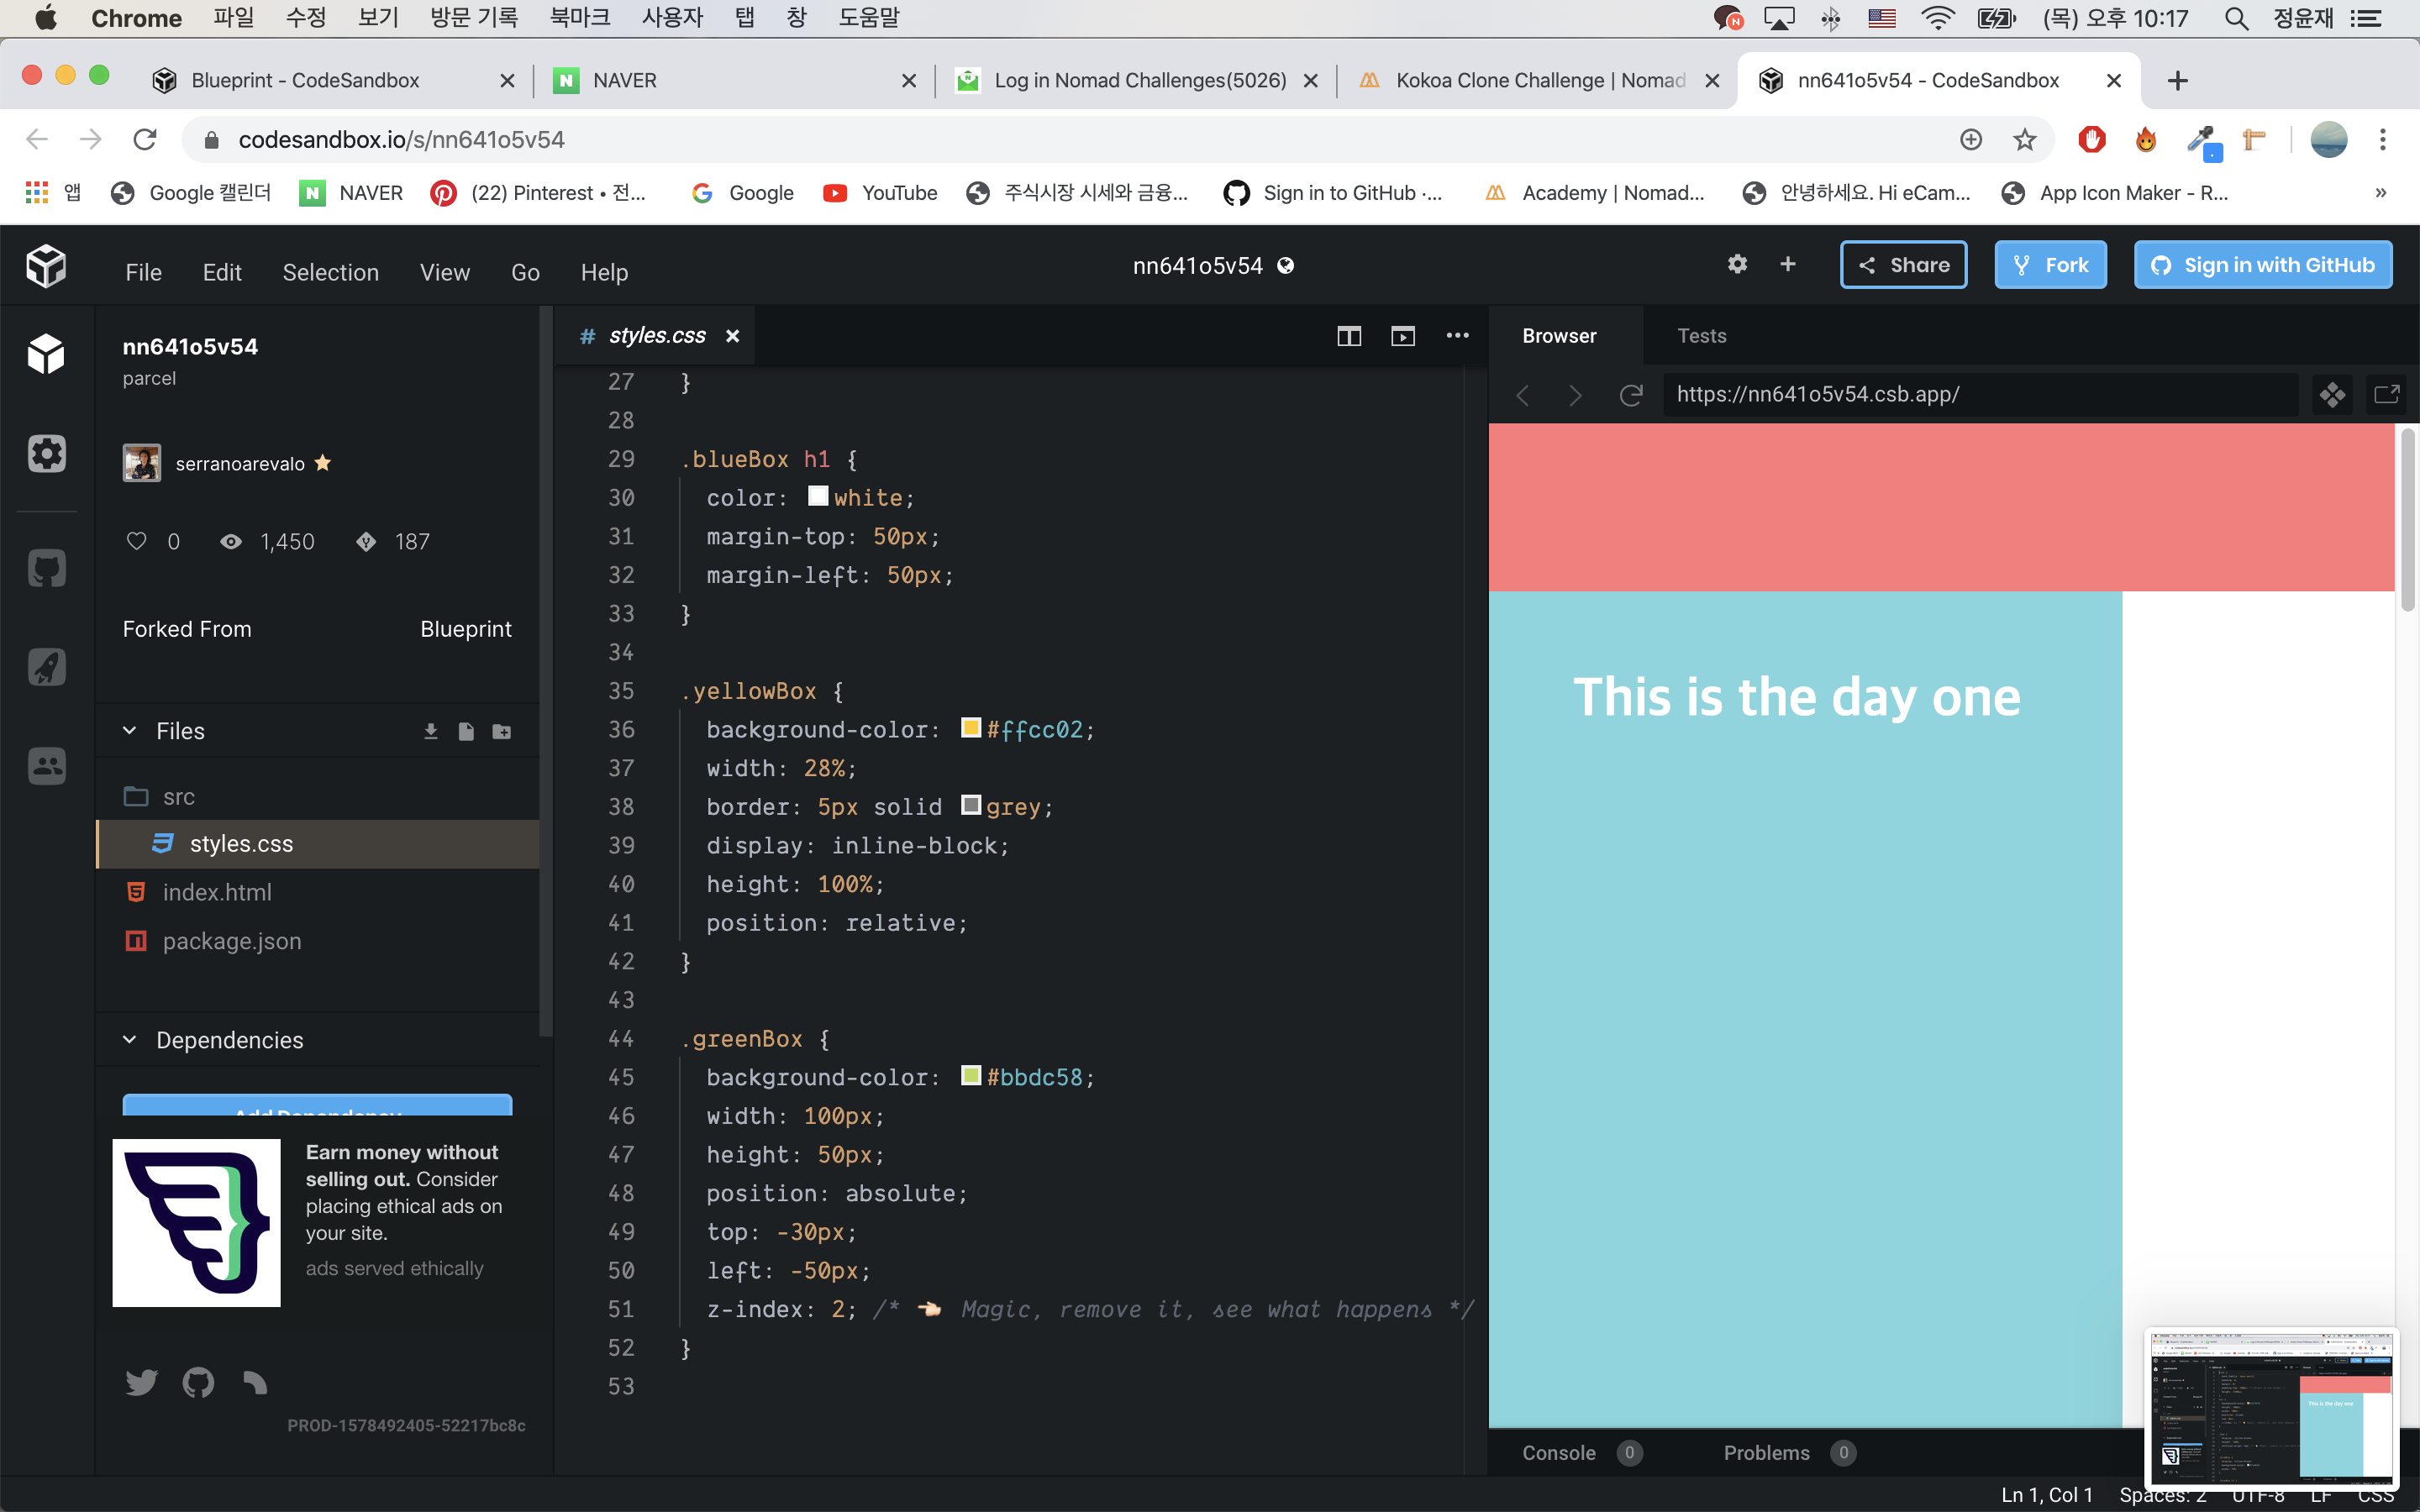 Chrome 파일 수정 보기 방문 기록 북마크 사용자 탭 창 도움말 (목) 오후 10:17 정윤재
Blueprint - CodeSandbox NAVER Log in Nomad Challenges(5026) Kokoa Clone Challenge | Nomad nn641o5v54 - CodeSandbox
codesandbox.io/s/nn641o5v54
앱 Google 캘린더 NAVER (22) Pinterest • 전... Google YouTube 주식시장 시세와 금융... Sign in to GitHub ·... Academy | Nomad... 안녕하세요. Hi eCam... App Icon Maker - R... »
File Edit Selection View Go Help nn641o5v54 Share Fork Sign in with GitHub
nn641o5v54
parcel
serranoarevalo
0 1,450 187
Forked From Blueprint
Files
src
styles.css
index.html
package.json
Dependencies
Add Dependency
Earn money without
selling out. Consider
placing ethical ads on
your site.
ads served ethically
PROD-1578492405-52217bc8c
# styles.css
27 }
28
29 .blueBox h1 {
30 color: white;
31 margin-top: 50px;
32 margin-left: 50px;
33 }
34
35 .yellowBox {
36 background-color: #ffcc02;
37 width: 28%;
38 border: 5px solid grey;
39 display: inline-block;
40 height: 100%;
41 position: relative;
42 }
43
44 .greenBox {
45 background-color: #bbdc58;
46 width: 100px;
47 height: 50px;
48 position: absolute;
49 top: -30px;
50 left: -50px;
51 z-index: 2; /* 👈🏻 Magic, remove it, see what happens */
52 }
53
Browser Tests
https://nn641o5v54.csb.app/
This is the day one
Console 0 Problems 0
Ln 1, Col 1 Spaces: 2 UTF-8 LF CSS